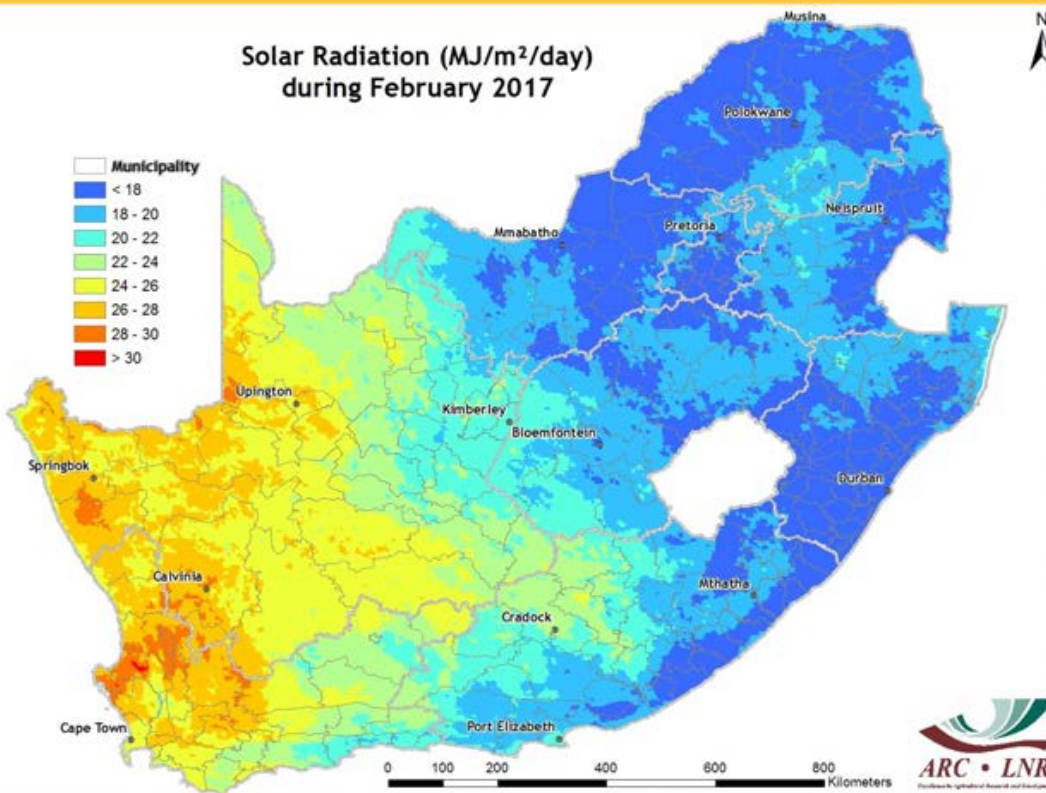 Solar Radiation (MJ/m²/day)
during February 2017
N
Municipality
< 18
18 - 20
20 - 22
22 - 24
24 - 26
26 - 28
28 - 30
> 30
Musina
Polokwane
Nelspruit
Pretoria
Mmabatho
Upington
Kimberley
Bloemfontein
Springbok
Durban
Calvinia
Mthatha
Cradock
Cape Town
Port Elizabeth
0 100 200 400 600 800
Kilometers
ARC • LNR